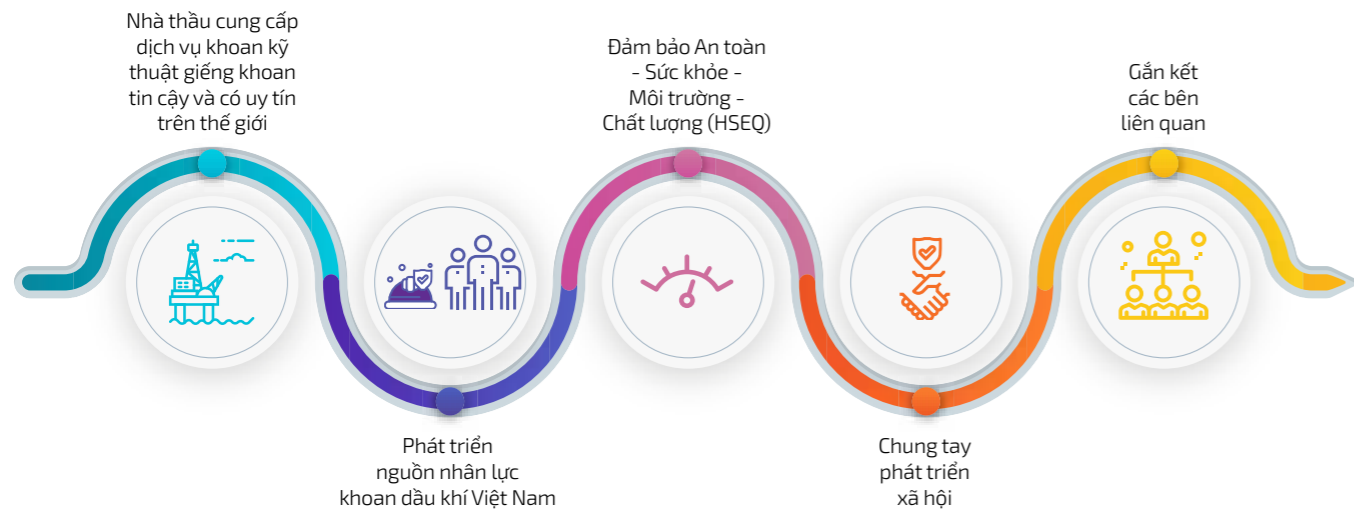 Nhà thầu cung cấp
dịch vụ khoan kỹ
thuật giếng khoan
tin cậy và có uy tín
trên thế giới
Phát triển
nguồn nhân lực
khoan dầu khí Việt Nam
Đảm bảo An toàn
- Sức khỏe -
Môi trường -
Chất lượng (HSEQ)
Chung tay
phát triển
xã hội
Gắn kết
các bên
liên quan